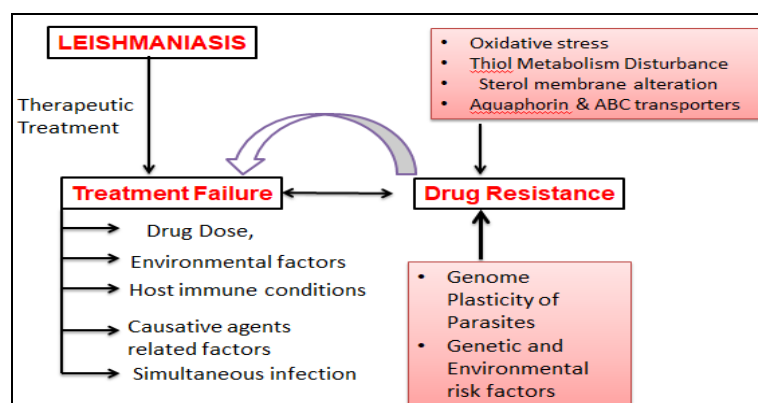 LEISHMANIASIS
Therapeutic
Treatment
• Oxidative stress
• Thiol Metabolism Disturbance
• Sterol membrane alteration
• Aquaphorin & ABC transporters
Treatment Failure
Drug Resistance
Drug Dose,
Environmental factors
Host immune conditions
Causative agents
related factors
Simultaneous infection
• Genome
Plasticity of
Parasites
• Genetic and
Environmental
risk factors